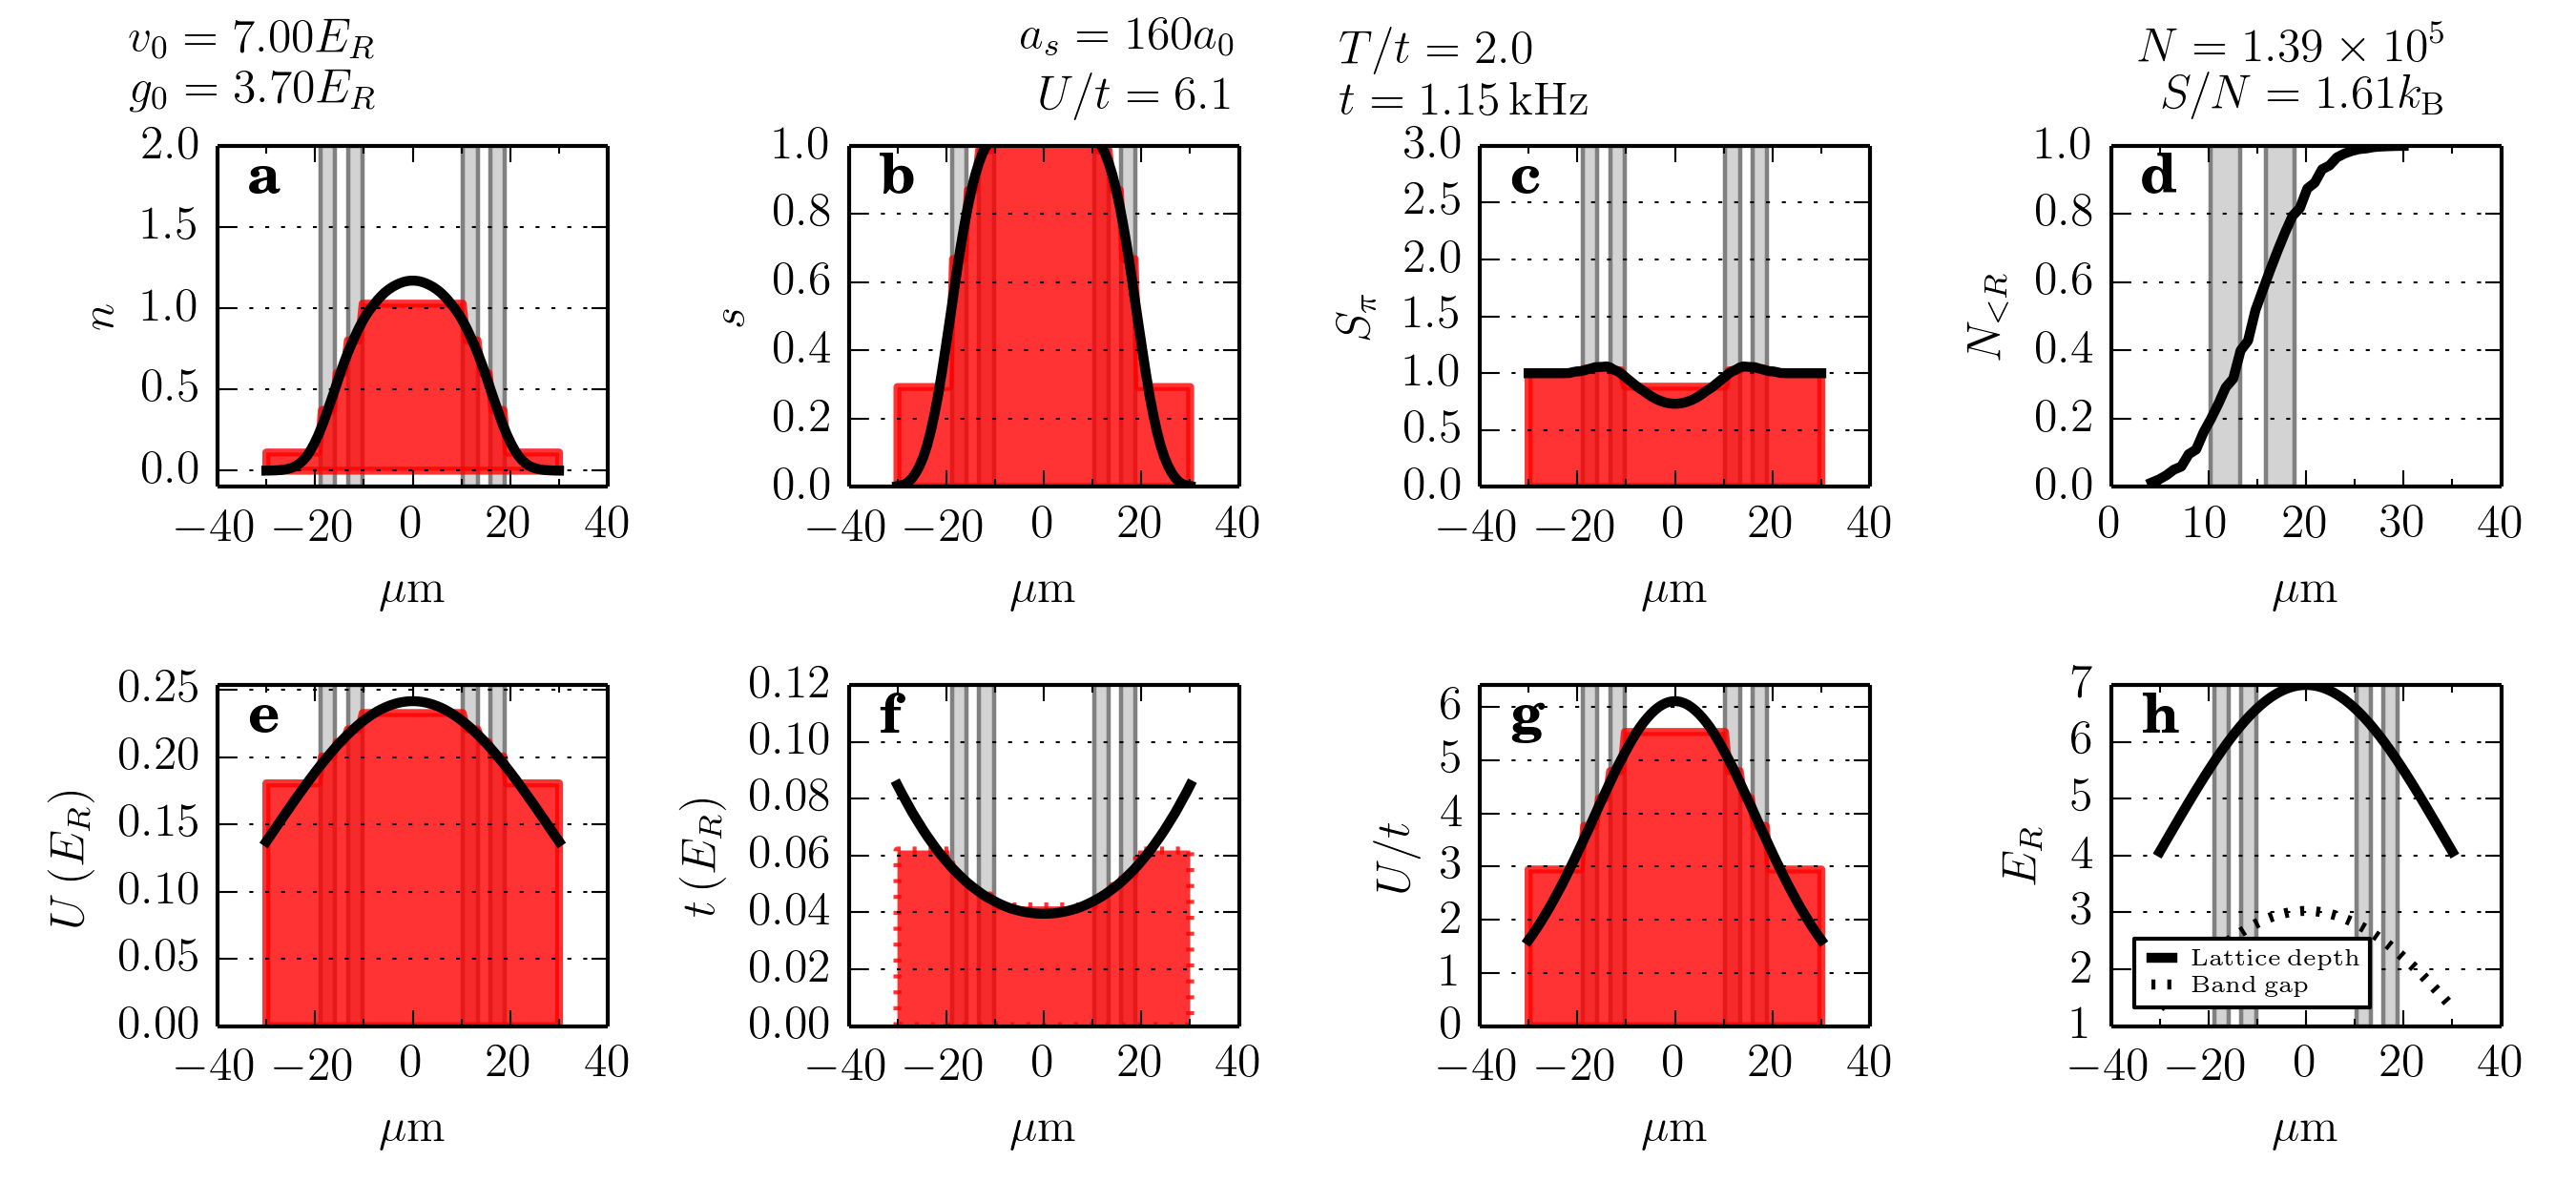 v₀ = 7.00E_R
g₀ = 3.70E_R
a_s = 160a₀
U/t = 6.1
T/t = 2.0
t = 1.15 kHz
N = 1.39 × 10⁵
S/N = 1.61k_B
a
n
2.0
1.5
1.0
0.5
0.0
−40 −20 0 20 40
μm
b
s
1.0
0.8
0.6
0.4
0.2
0.0
−40 −20 0 20 40
μm
c
S_π
3.0
2.5
2.0
1.5
1.0
0.5
0.0
−40 −20 0 20 40
μm
d
N_{<R}
1.0
0.8
0.6
0.4
0.2
0.0
0 10 20 30 40
μm
e
U (E_R)
0.25
0.20
0.15
0.10
0.05
0.00
−40 −20 0 20 40
μm
f
t (E_R)
0.12
0.10
0.08
0.06
0.04
0.02
0.00
−40 −20 0 20 40
μm
g
U/t
6
5
4
3
2
1
0
−40 −20 0 20 40
μm
h
E_R
7
6
5
4
3
2
1
Lattice depth
Band gap
−40 −20 0 20 40
μm